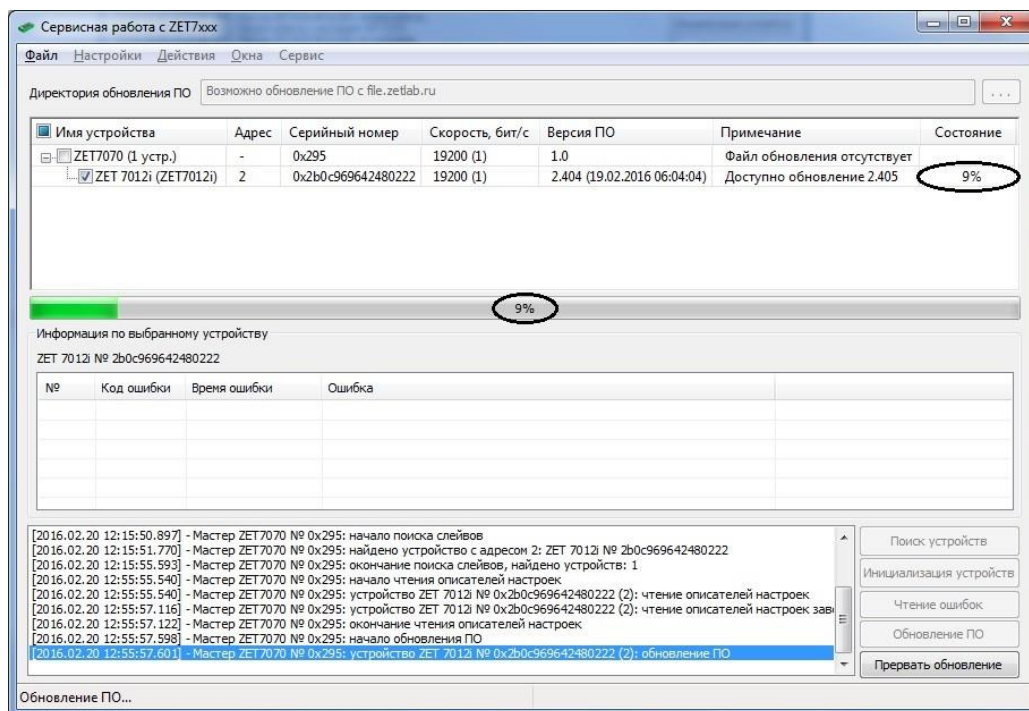 Сервисная работа с ZET7xxx
Файл Настройки Действия Окна Сервис
Директория обновления ПО Возможно обновление ПО с file.zetlab.ru ...
Имя устройства Адрес Серийный номер Скорость, бит/с Версия ПО Примечание Состояние
ZET7070 (1 устр.) - 0x295 19200 (1) 1.0 Файл обновления отсутствует
ZET 7012i (ZET7012i) 2 0x2b0c969642480222 19200 (1) 2.404 (19.02.2016 06:04:04) Доступно обновление 2.405 9%
9%
Информация по выбранному устройству
ZET 7012i № 2b0c969642480222
№ Код ошибки Время ошибки Ошибка
[2016.02.20 12:15:50.897] - Мастер ZET7070 № 0x295: начало поиска слейвов
[2016.02.20 12:15:51.770] - Мастер ZET7070 № 0x295: найдено устройство с адресом 2: ZET 7012i № 2b0c969642480222
[2016.02.20 12:15:55.593] - Мастер ZET7070 № 0x295: окончание поиска слейвов, найдено устройств: 1
[2016.02.20 12:55:55.540] - Мастер ZET7070 № 0x295: начало чтения описателей настроек
[2016.02.20 12:55:55.540] - Мастер ZET7070 № 0x295: устройство ZET 7012i № 0x2b0c969642480222 (2): чтение описателей настроек
[2016.02.20 12:55:57.116] - Мастер ZET7070 № 0x295: устройство ZET 7012i № 0x2b0c969642480222 (2): чтение описателей настроек зав
[2016.02.20 12:55:57.122] - Мастер ZET7070 № 0x295: окончание чтения описателей настроек
[2016.02.20 12:55:57.598] - Мастер ZET7070 № 0x295: начало обновления ПО
[2016.02.20 12:55:57.601] - Мастер ZET7070 № 0x295: устройство ZET 7012i № 0x2b0c969642480222 (2): обновление ПО
Поиск устройств
Инициализация устройств
Чтение ошибок
Обновление ПО
Прервать обновление
Обновление ПО...